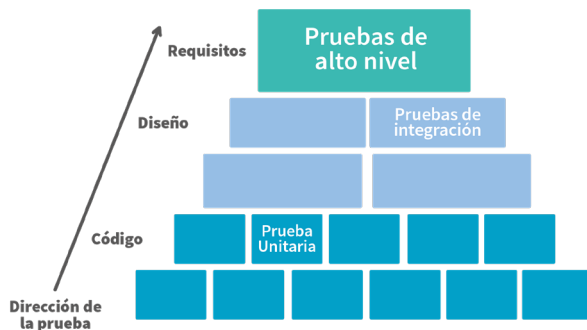 Requisitos
Pruebas de
alto nivel
Diseño
Pruebas de
integración
Código
Prueba
Unitaria
Dirección de
la prueba